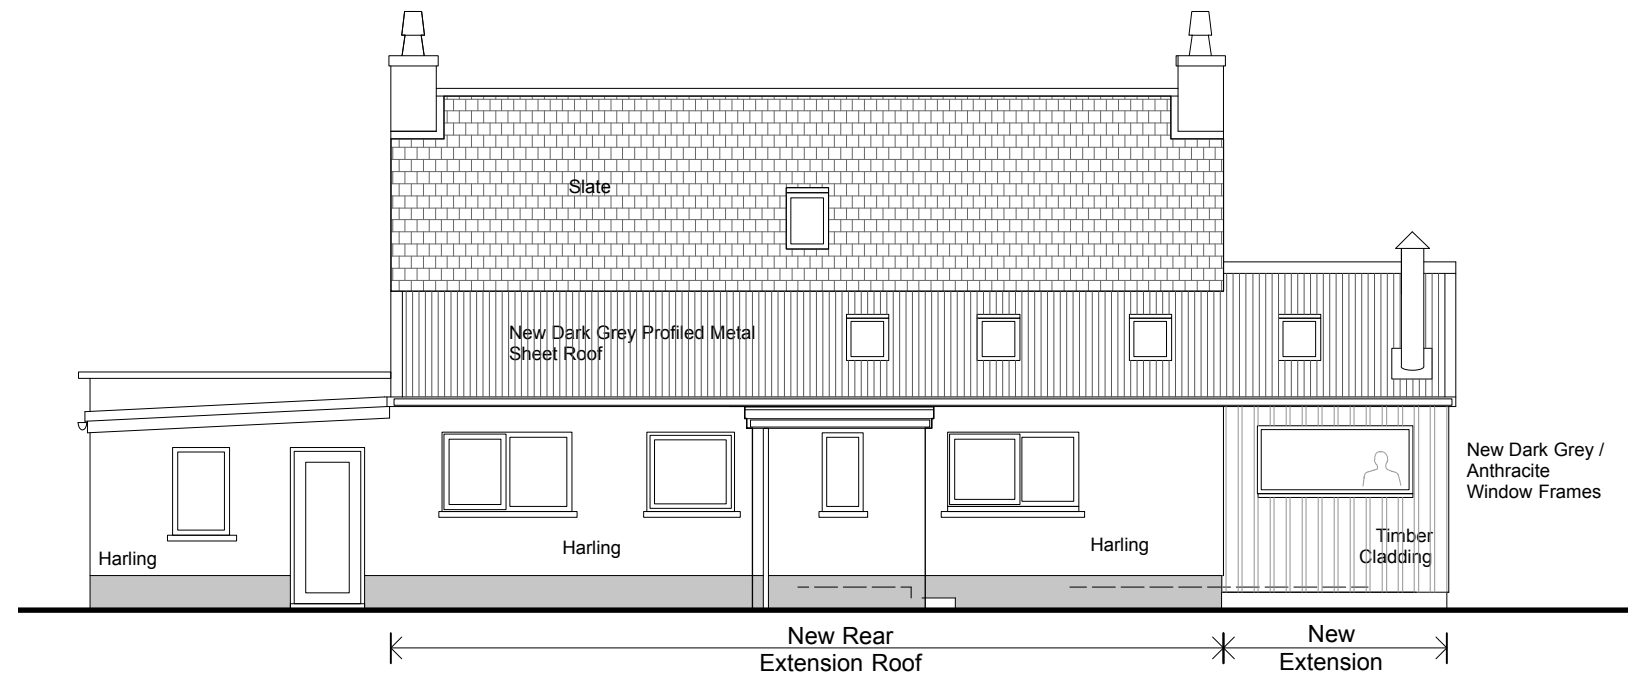 Slate
New Dark Grey Profiled Metal
Sheet Roof
New Dark Grey /
Anthracite
Window Frames
Harling
Harling
Harling
Timber
Cladding
New Rear
Extension Roof
New
Extension